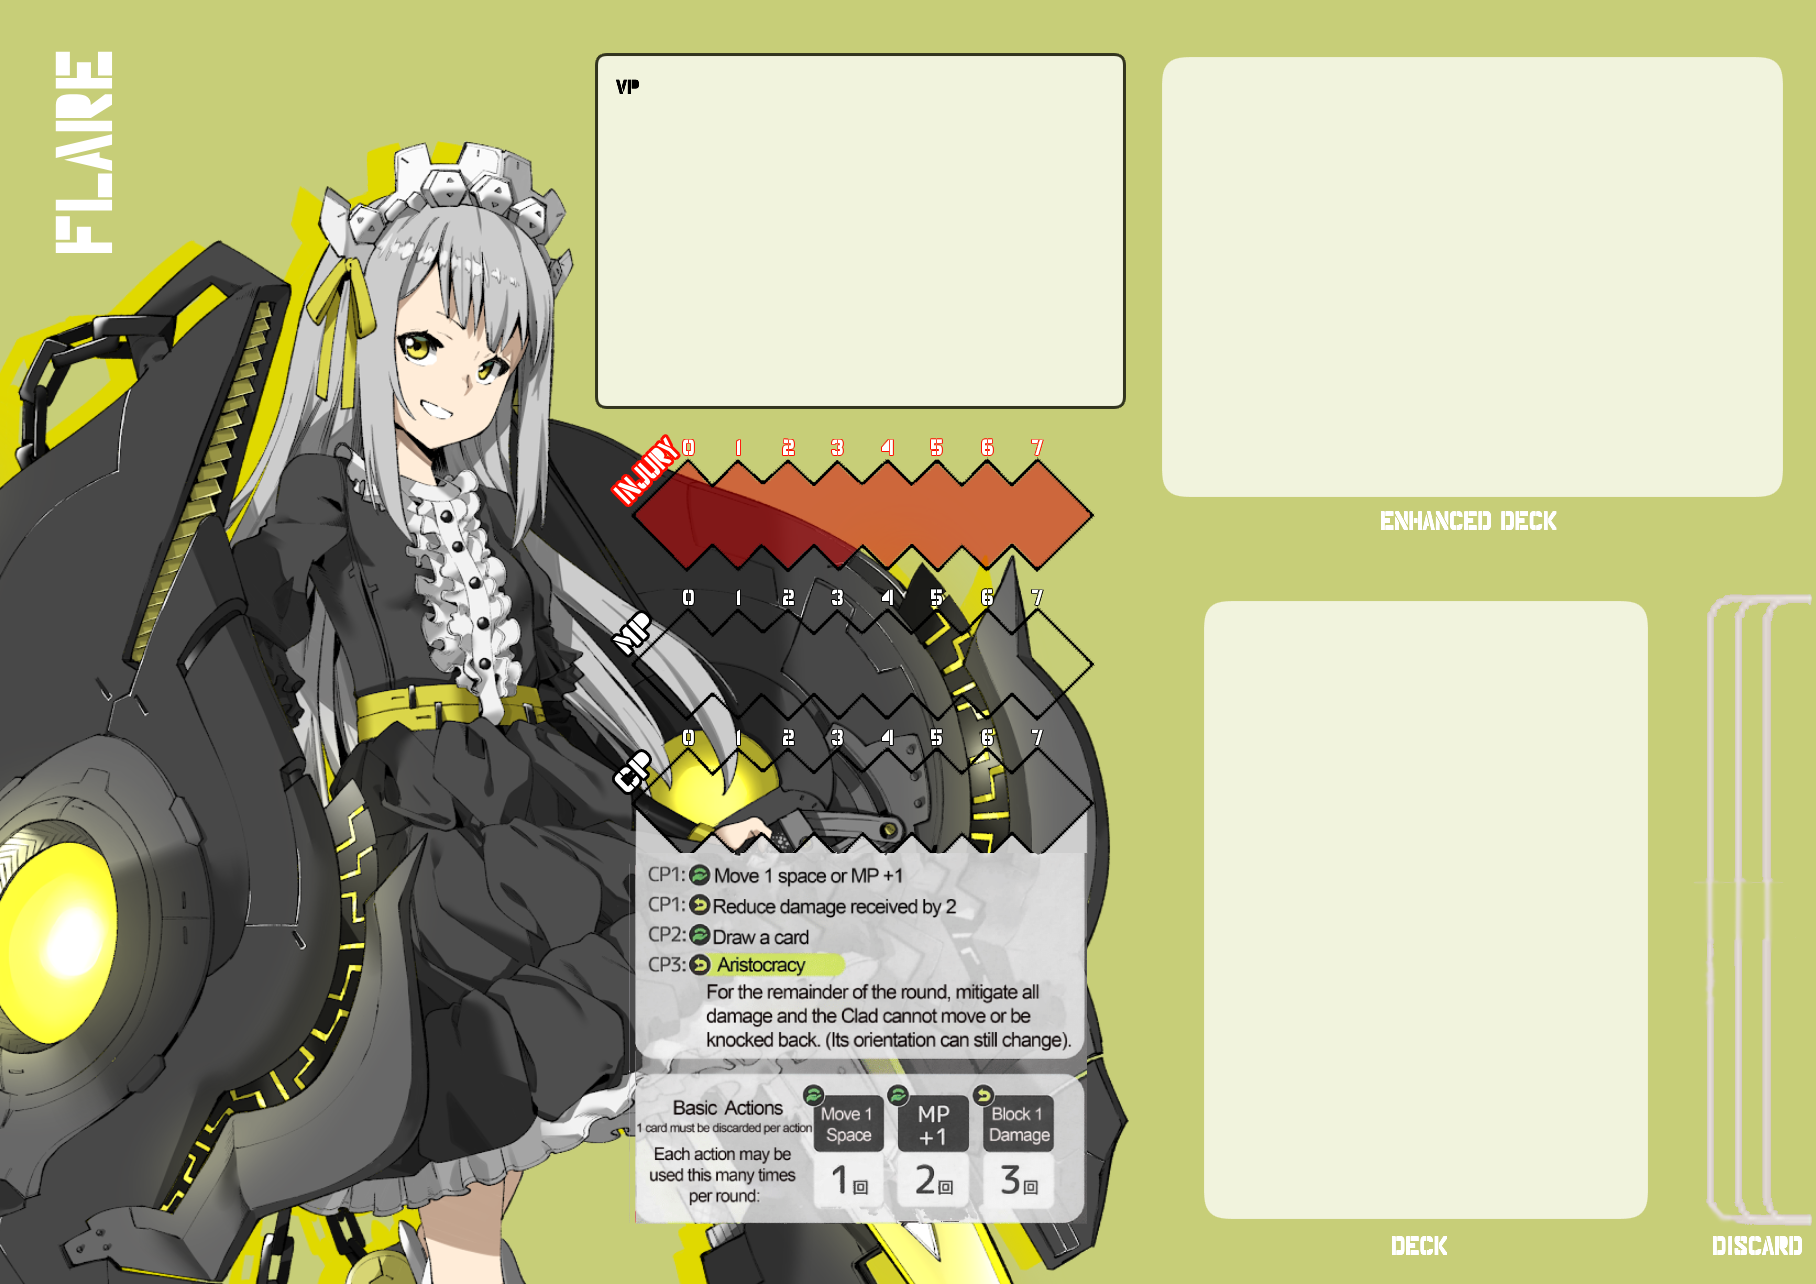 FLARE
VP
ENHANCED DECK
INJURY
0 1 2 3 4 5 6 7
MP
0 1 2 3 4 5 6 7
CP
0 1 2 3 4 5 6 7
CP1: Move 1 space or MP +1
CP1: Reduce damage received by 2
CP2: Draw a card
CP3: Aristocracy
For the remainder of the round, mitigate all
damage and the Clad cannot move or be
knocked back. (Its orientation can still change).
Basic Actions
1 card must be discarded per action
Each action may be
used this many times
per round:
Move 1
Space
1回
MP
+1
2回
Block 1
Damage
3回
DECK
DISCARD